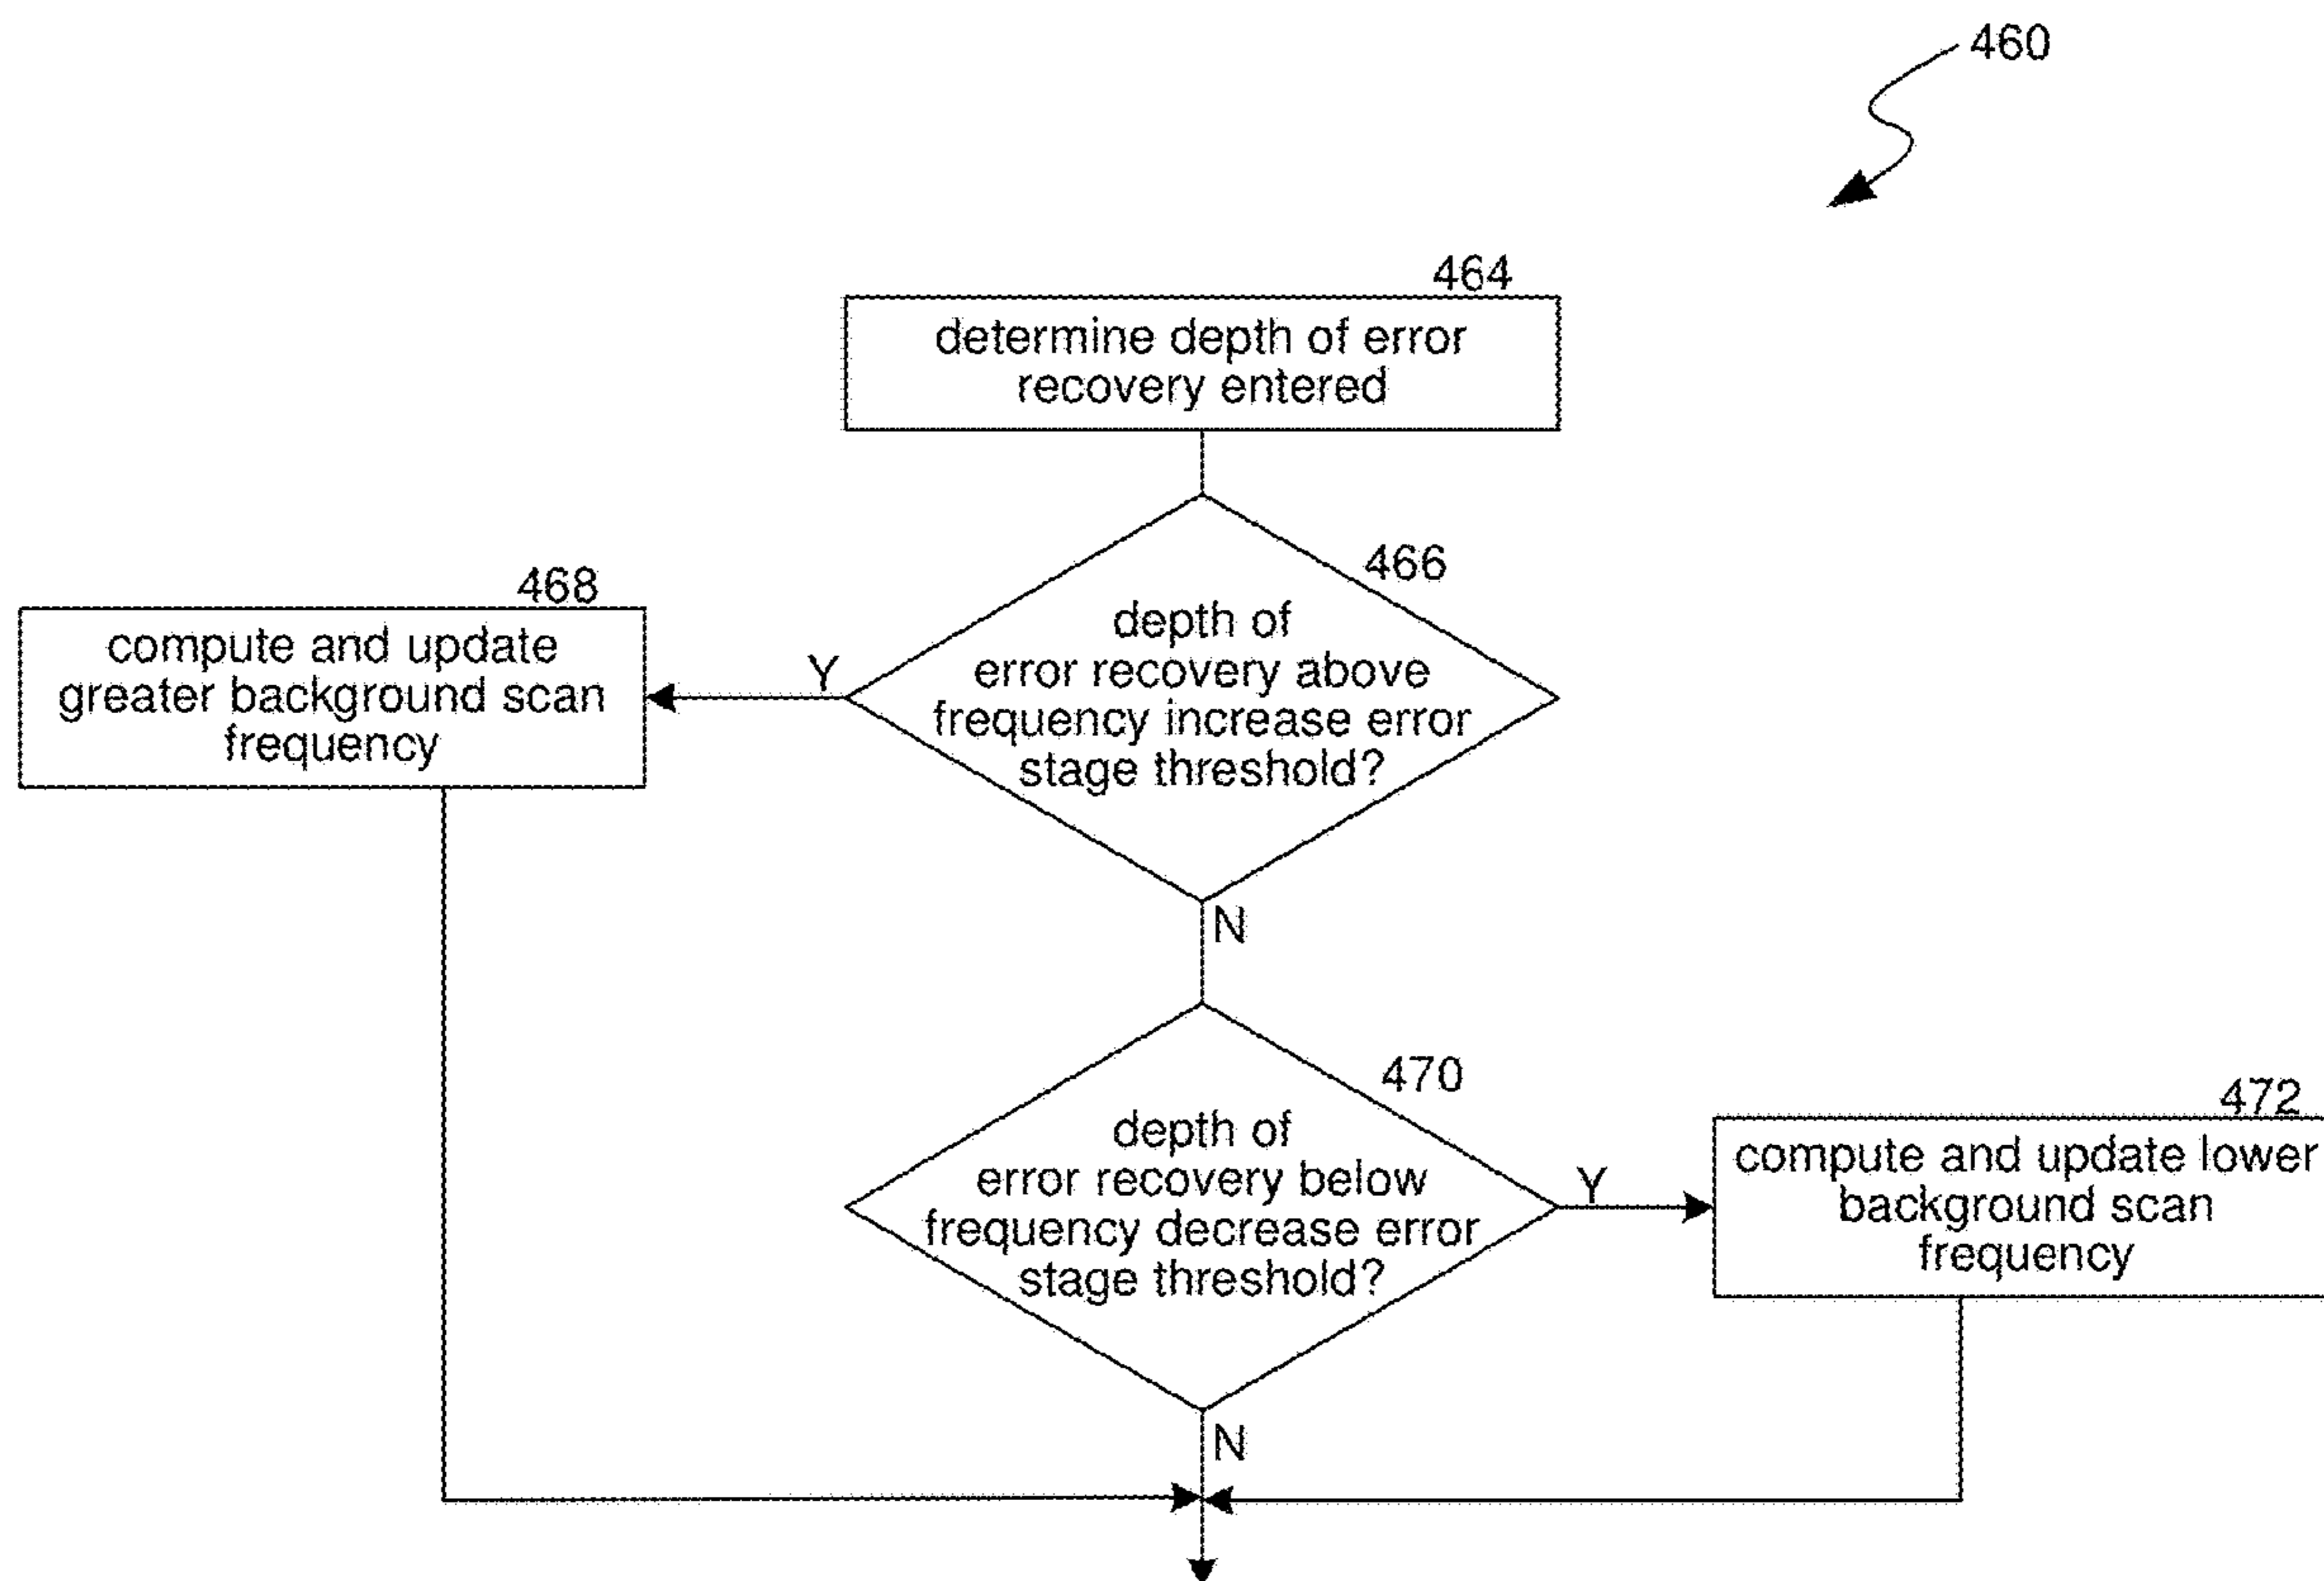 460
464
determine depth of error
recovery entered
466
depth of
error recovery above
frequency increase error
stage threshold?
Y
468
compute and update
greater background scan
frequency
N
470
depth of
error recovery below
frequency decrease error
stage threshold?
Y
472
compute and update lower
background scan
frequency
N